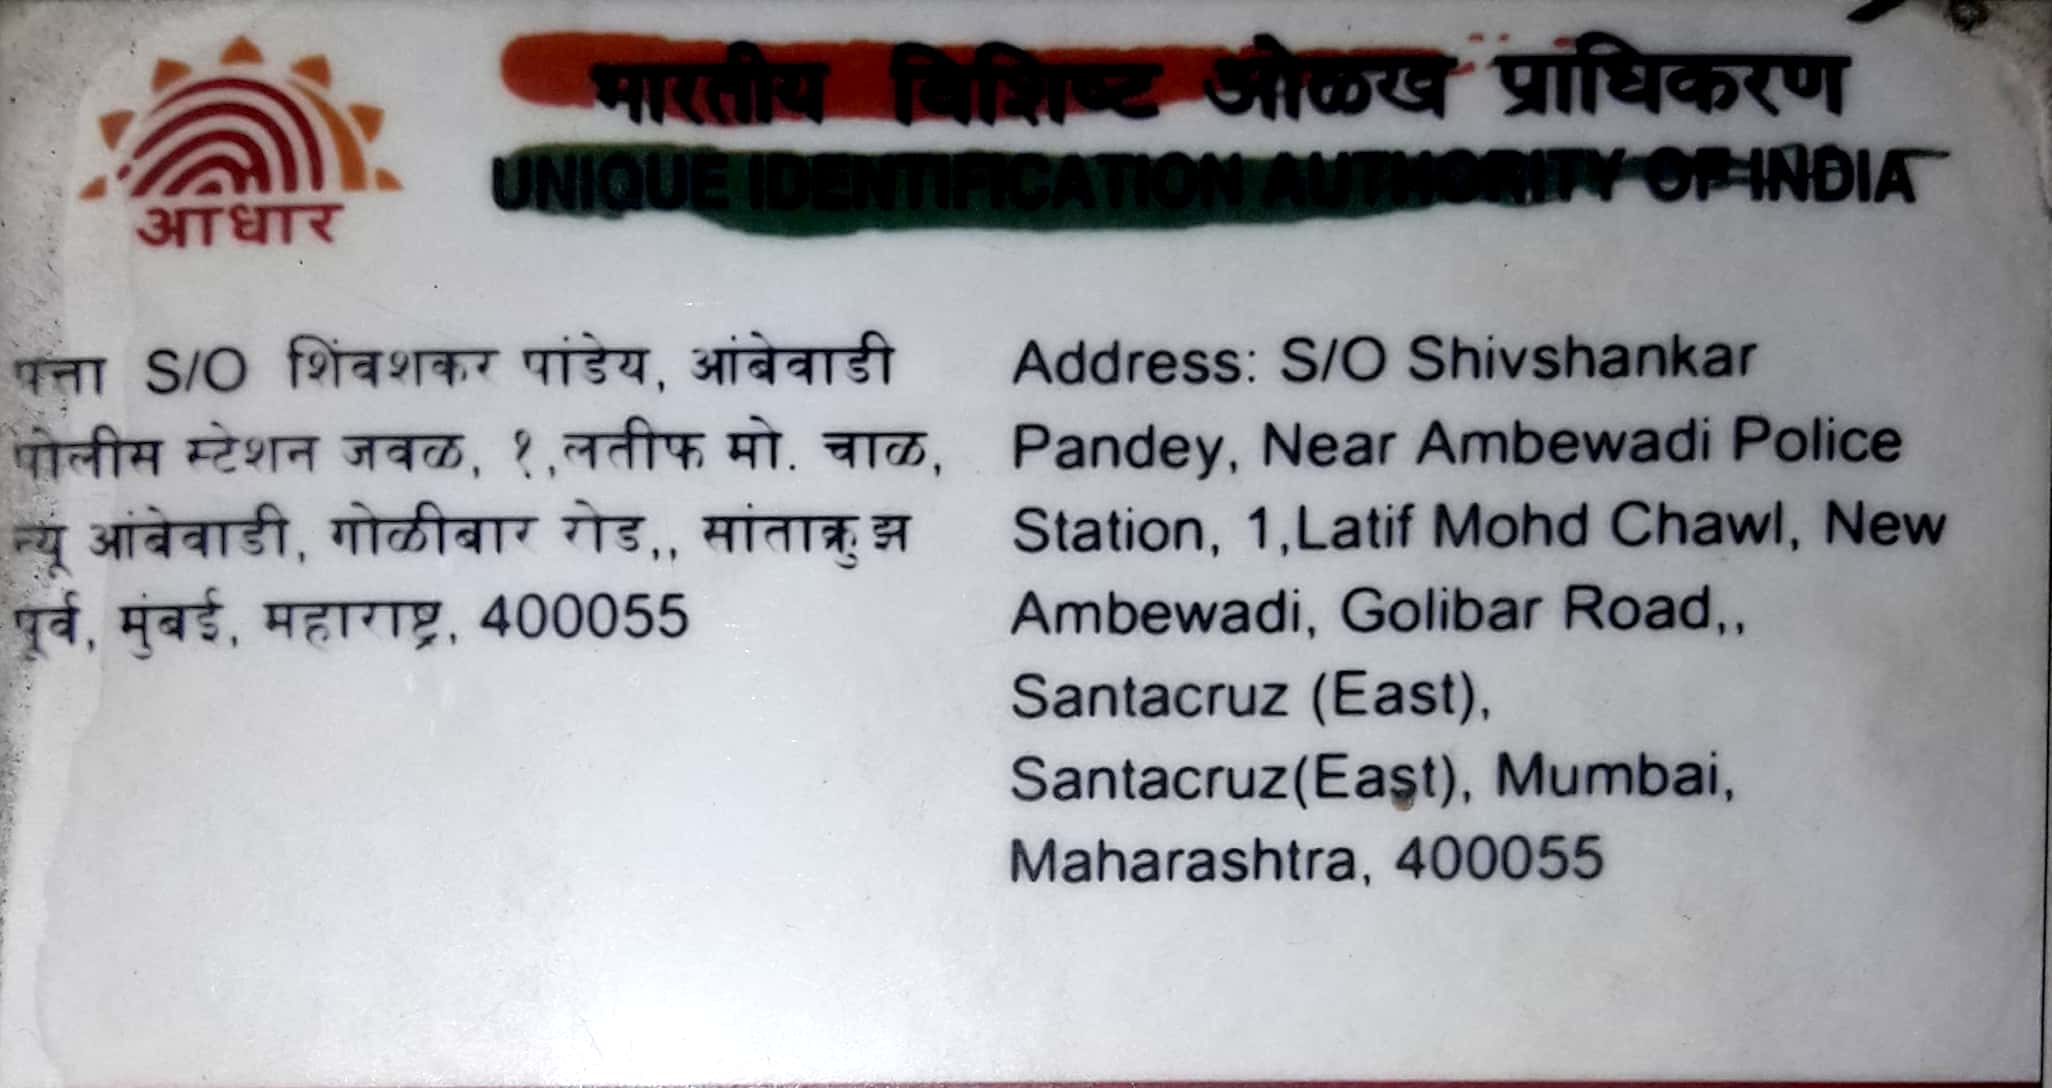 भारतीय विशिष्ट ओळख प्राधिकरण
UNIQUE IDENTIFICATION AUTHORITY OF INDIA
आधार
पत्ता S/O शिंवशकर पांडेय, आंबेवाडी
पोलीस स्टेशन जवळ, १,लतीफ मो. चाळ,
न्यू आंबेवाडी, गोळीबार रोड,, सांताक्रुझ
पूर्व, मुंबई, महाराष्ट्र, 400055
Address: S/O Shivshankar
Pandey, Near Ambewadi Police
Station, 1,Latif Mohd Chawl, New
Ambewadi, Golibar Road,,
Santacruz (East),
Santacruz(East), Mumbai,
Maharashtra, 400055